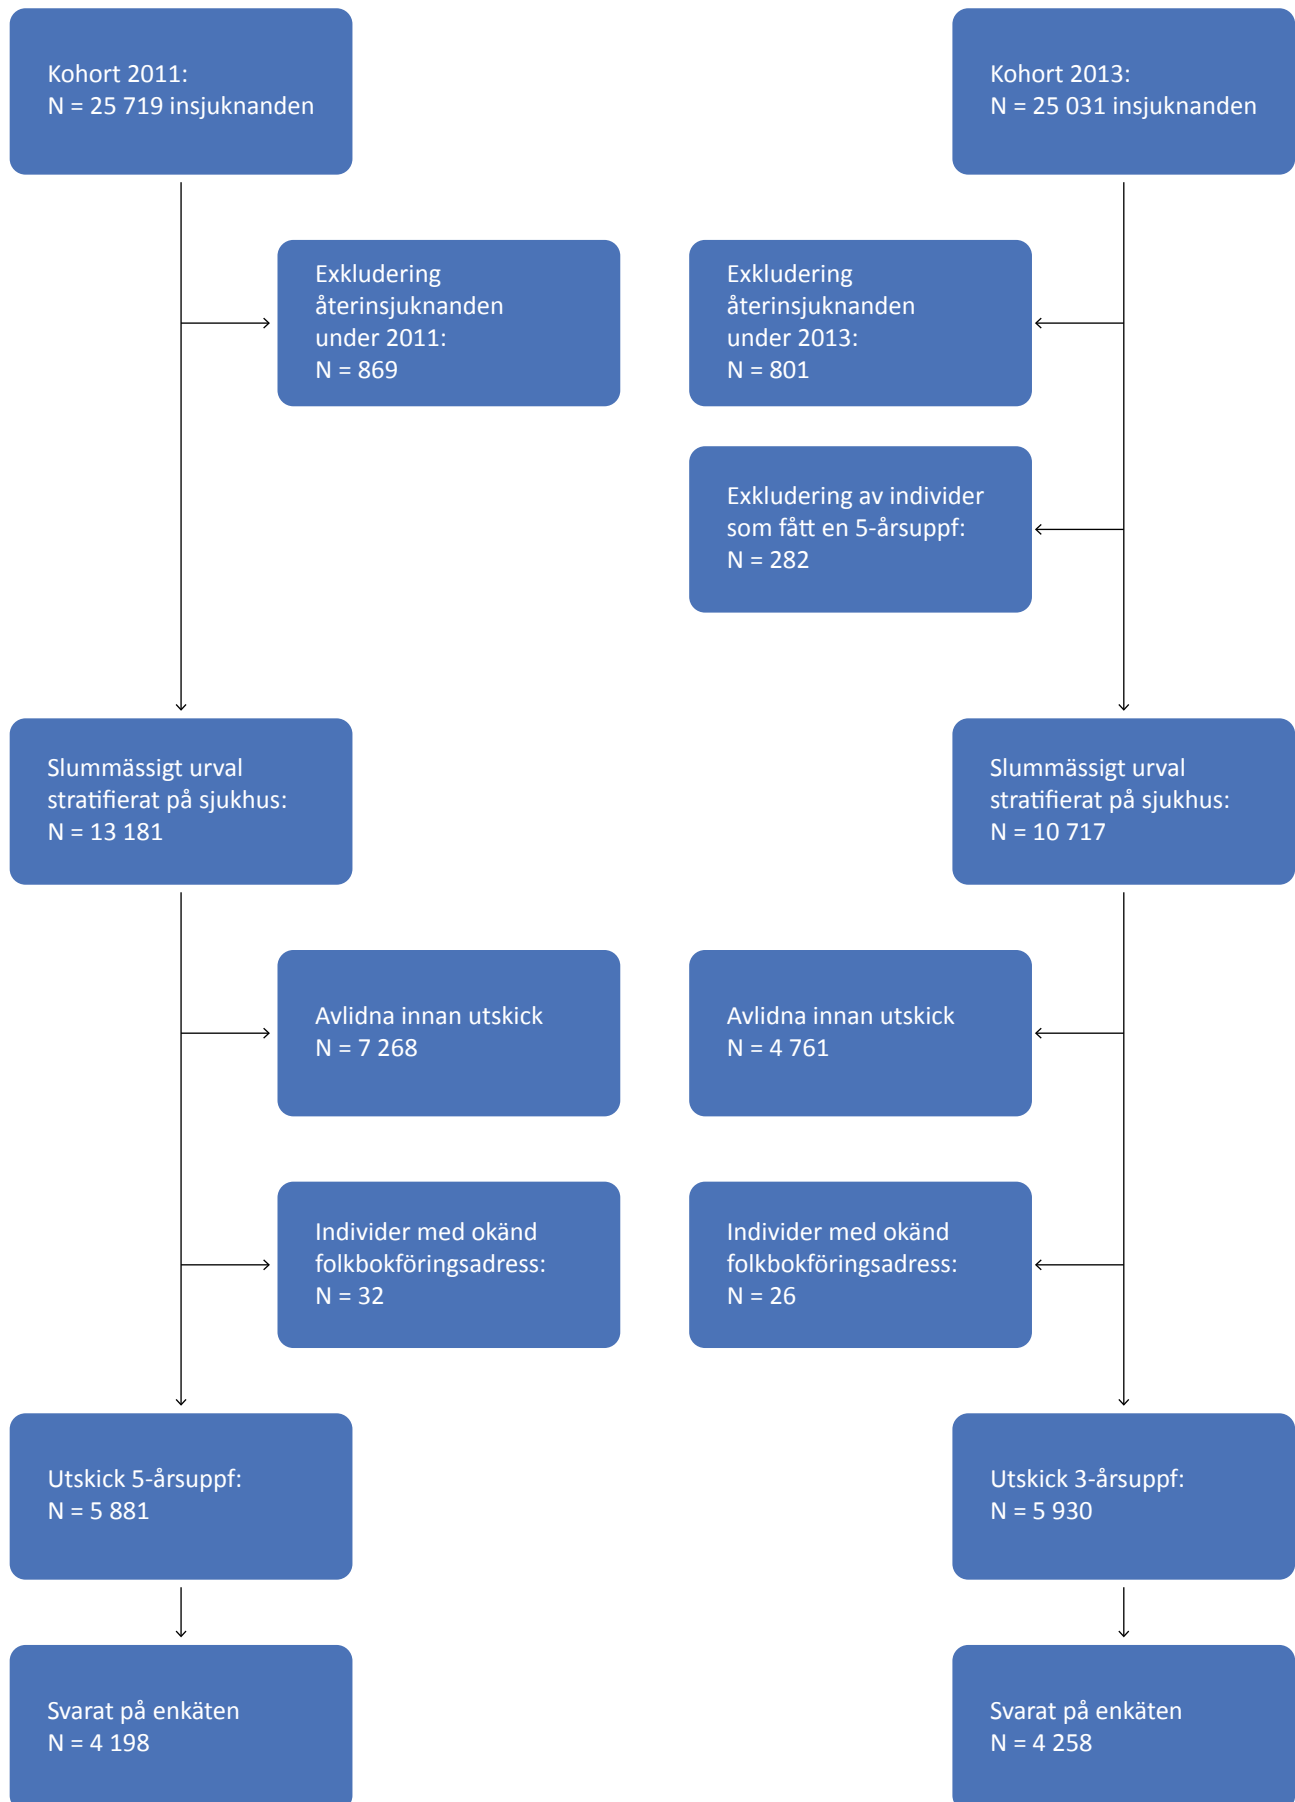 Kohort 2011:
N = 25 719 insjuknanden
Kohort 2013:
N = 25 031 insjuknanden
Exkludering
återinsjuknanden
under 2011:
N = 869
Exkludering
återinsjuknanden
under 2013:
N = 801
Exkludering av individer
som fått en 5-årsuppf:
N = 282
Slummässigt urval
stratifierat på sjukhus:
N = 13 181
Slummässigt urval
stratifierat på sjukhus:
N = 10 717
Avlidna innan utskick
N = 7 268
Avlidna innan utskick
N = 4 761
Individer med okänd
folkbokföringsadress:
N = 32
Individer med okänd
folkbokföringsadress:
N = 26
Utskick 5-årsuppf:
N = 5 881
Utskick 3-årsuppf:
N = 5 930
Svarat på enkäten
N = 4 198
Svarat på enkäten
N = 4 258